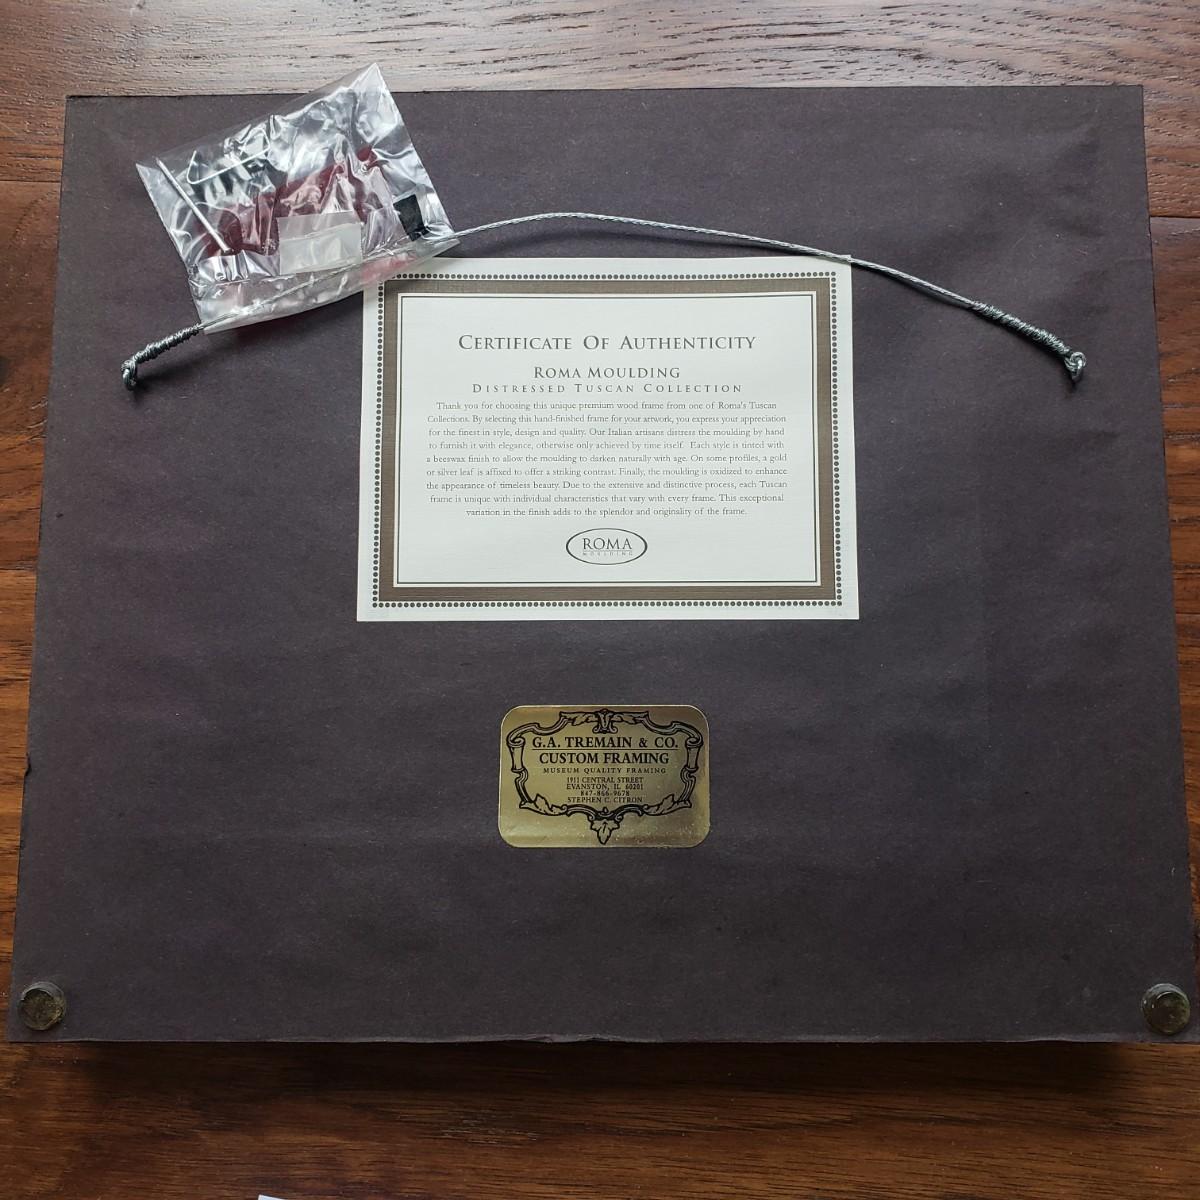 CERTIFICATE OF AUTHENTICITY
ROMA MOULDING
DISTRESSED TUSCAN COLLECTION
Thank you for choosing this unique premium wood frame from one of Roma's Tuscan
Collections. By selecting this hand-finished frame for your artwork, you express your appreciation
for the finest in style, design and quality. Our Italian artisans distress the moulding by hand
to furnish it with elegance, otherwise only achieved by time itself. Each style is tinted with
a beeswax finish to allow the moulding to darken naturally with age. On some profiles, a gold
or silver leaf is affixed to offer a striking contrast. Finally, the moulding is oxidized to enhance
the appearance of timeless beauty. Due to the extensive and distinctive process, each Tuscan
frame is unique with individual characteristics that vary with every frame. This exceptional
variation in the finish adds to the splendor and originality of the frame.
ROMA
MOULDING
G.A. TREMAIN & CO.
CUSTOM FRAMING
MUSEUM QUALITY FRAMING
1911 CENTRAL STREET
EVANSTON, IL 60201
847-866-9678
STEPHEN C. CITRON